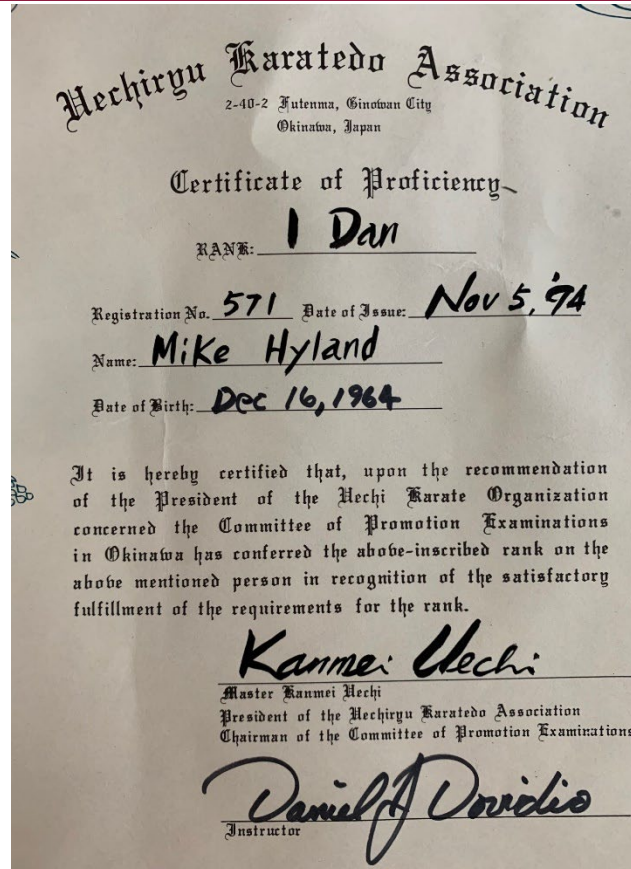 Uechiryu Karatedo Association
2-40-2 Futenma, Ginowan City
Okinawa, Japan
Certificate of Proficiency
RANK: 1 Dan
Registration No. 571 Date of Issue: Nov 5, '74
Name: Mike Hyland
Date of Birth: Dec 16, 1964
It is hereby certified that, upon the recommendation
of the President of the Uechi Karate Organization
concerned the Committee of Promotion Examinations
in Okinawa has conferred the above-inscribed rank on the
above mentioned person in recognition of the satisfactory
fulfillment of the requirements for the rank.
Kanmei Uechi
Master Kanmei Uechi
President of the Uechiryu Karatedo Association
Chairman of the Committee of Promotion Examinations
Daniel J Dovidio
Instructor